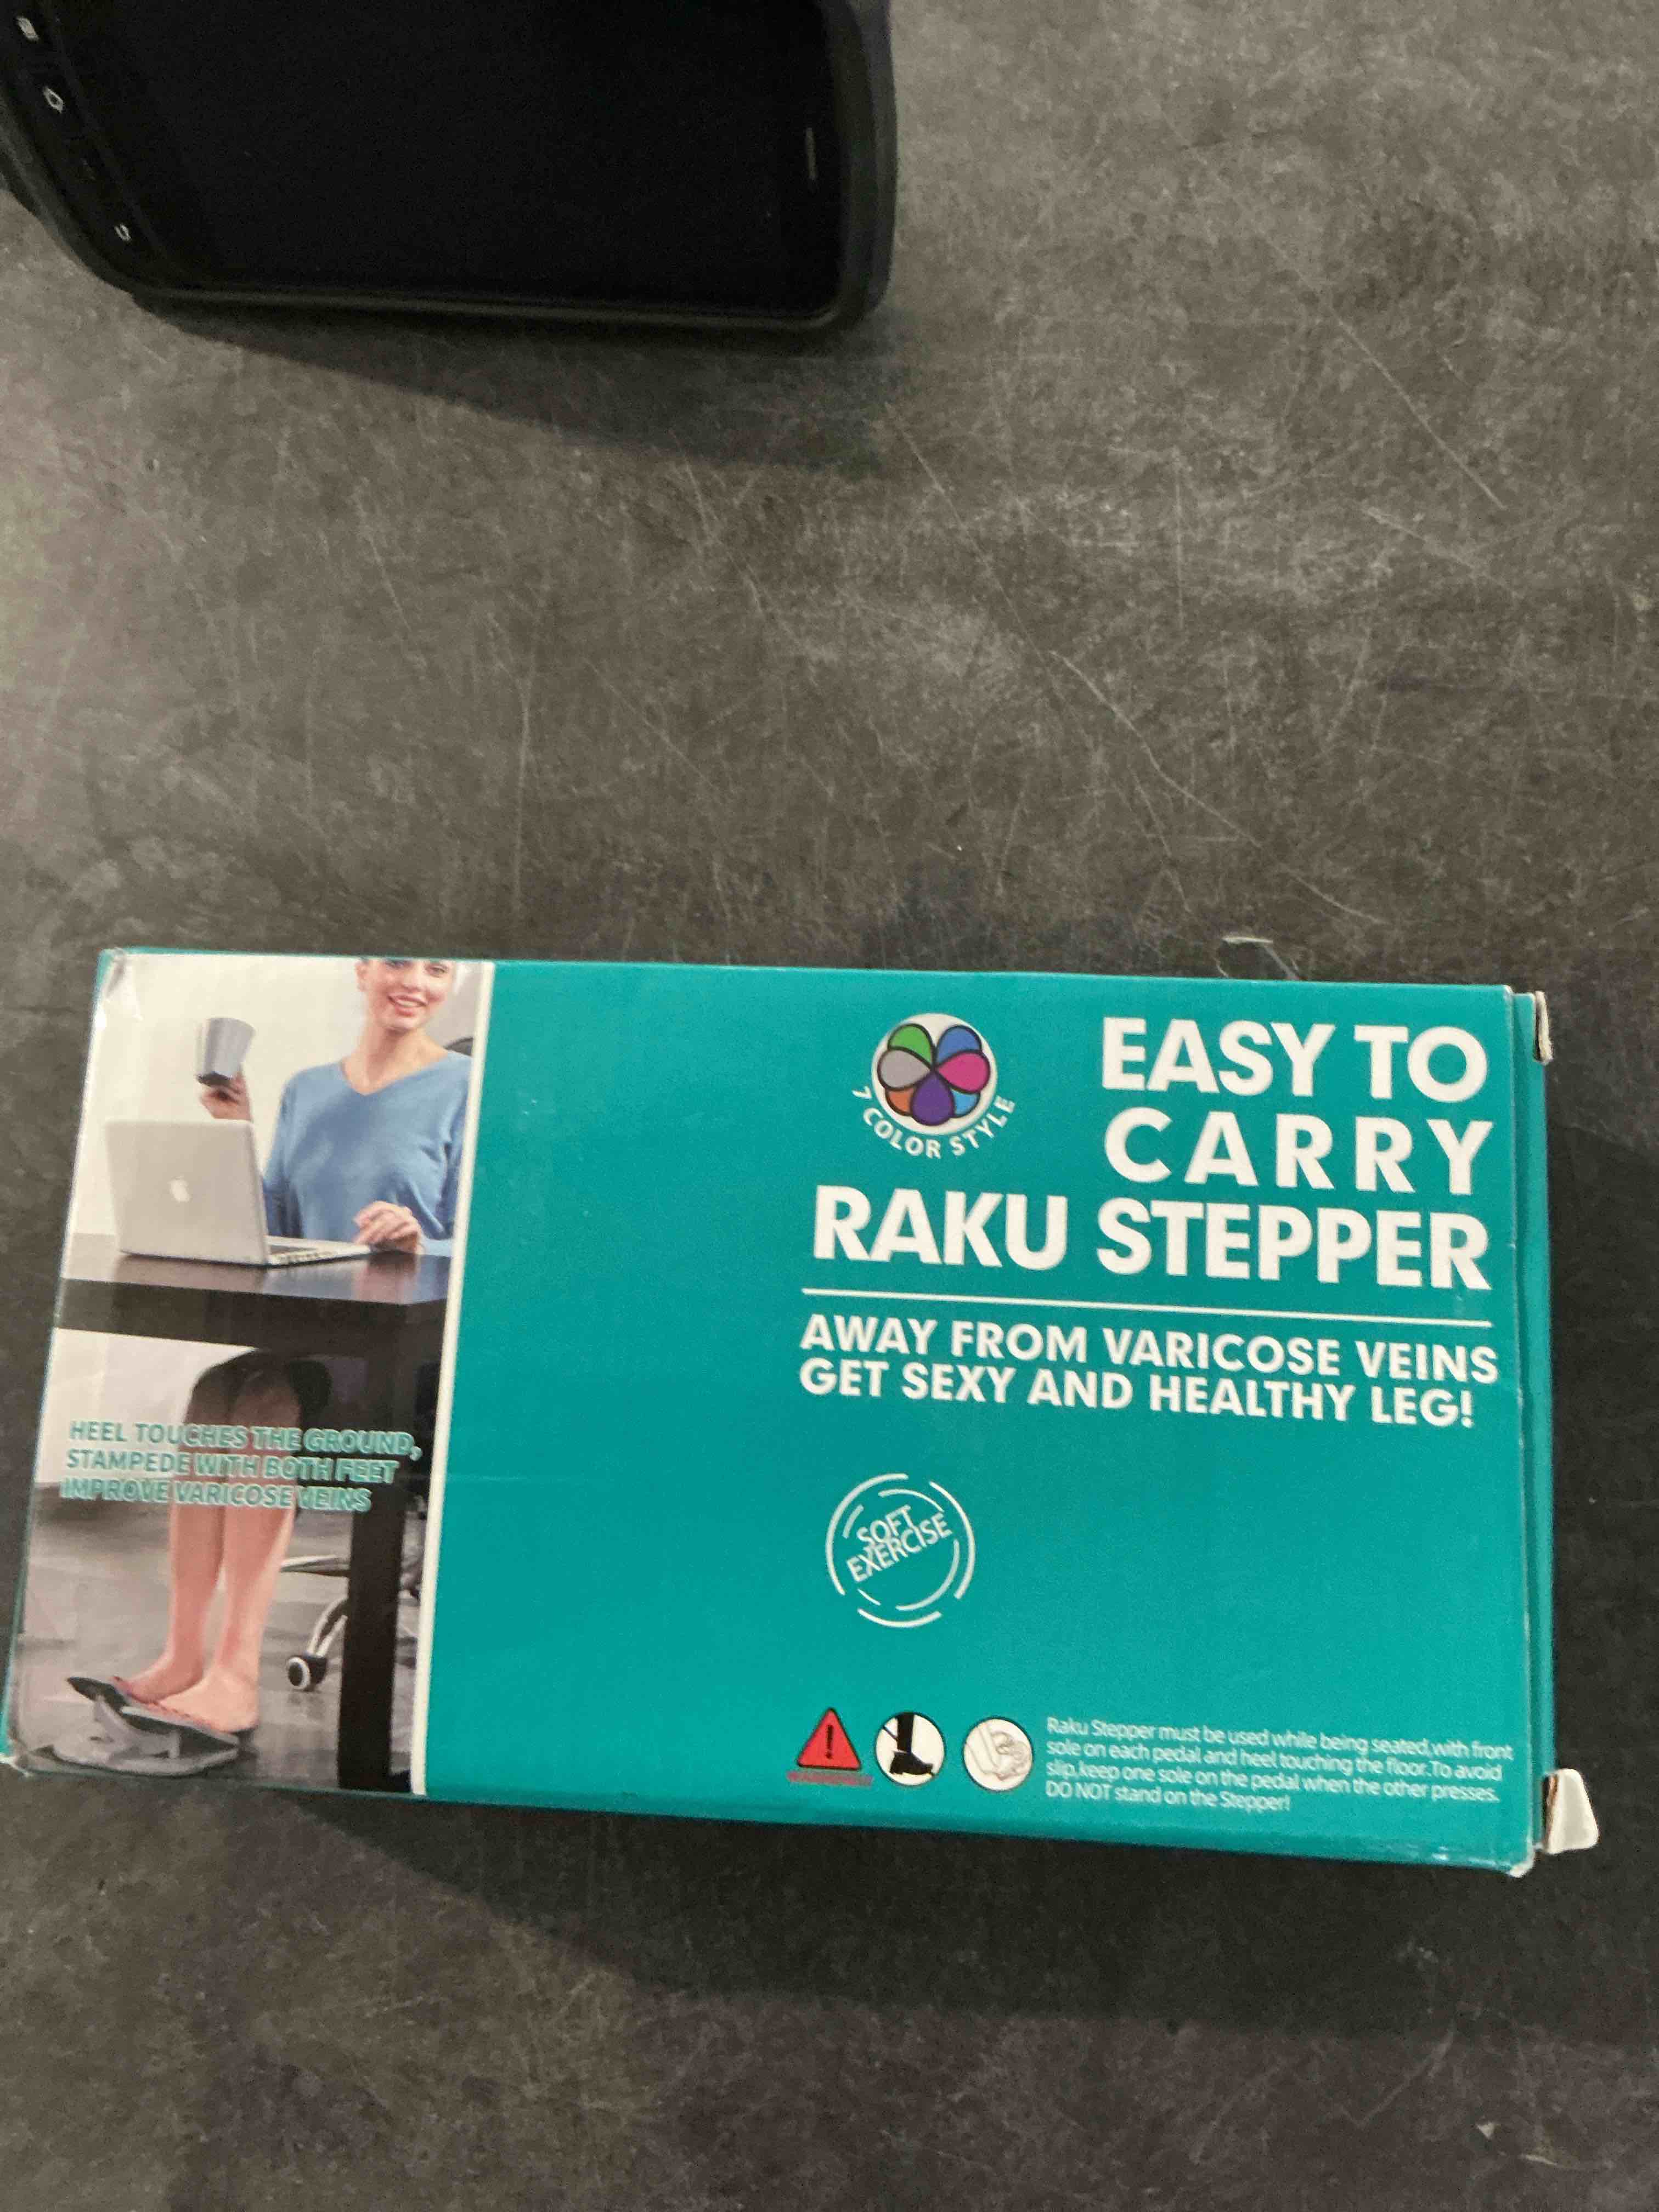 7 COLOR STYLE
EASY TO
CARRY
RAKU STEPPER
AWAY FROM VARICOSE VEINS
GET SEXY AND HEALTHY LEG!
HEEL TOUCHES THE GROUND,
STAMPEDE WITH BOTH FEET
IMPROVE VARICOSE VEINS
SOFT
EXERCISE
Raku Stepper must be used while being seated,with front
sole on each pedal and heel touching the floor.To avoid
slip,keep one sole on the pedal when the other presses.
DO NOT stand on the Stepper!